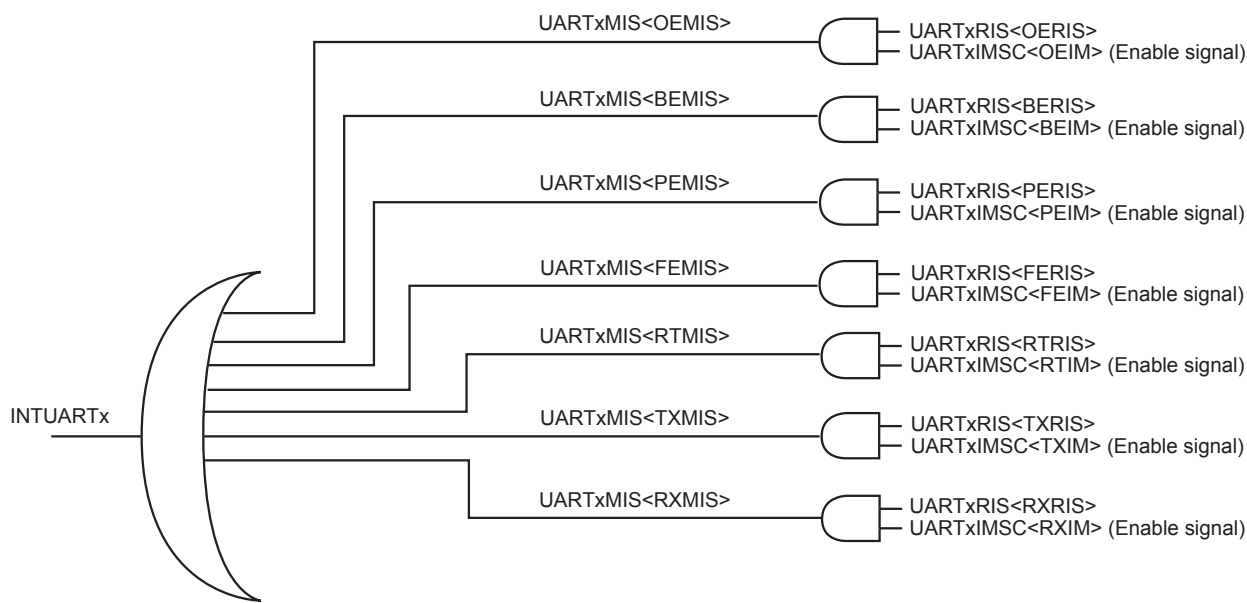 UARTxMIS<OEMIS>
UARTxRIS<OERIS>
UARTxIMSC<OEIM> (Enable signal)
UARTxMIS<BEMIS>
UARTxRIS<BERIS>
UARTxIMSC<BEIM> (Enable signal)
UARTxMIS<PEMIS>
UARTxRIS<PERIS>
UARTxIMSC<PEIM> (Enable signal)
UARTxMIS<FEMIS>
UARTxRIS<FERIS>
UARTxIMSC<FEIM> (Enable signal)
UARTxMIS<RTMIS>
UARTxRIS<RTRIS>
UARTxIMSC<RTIM> (Enable signal)
INTUARTx
UARTxMIS<TXMIS>
UARTxRIS<TXRIS>
UARTxIMSC<TXIM> (Enable signal)
UARTxMIS<RXMIS>
UARTxRIS<RXRIS>
UARTxIMSC<RXIM> (Enable signal)